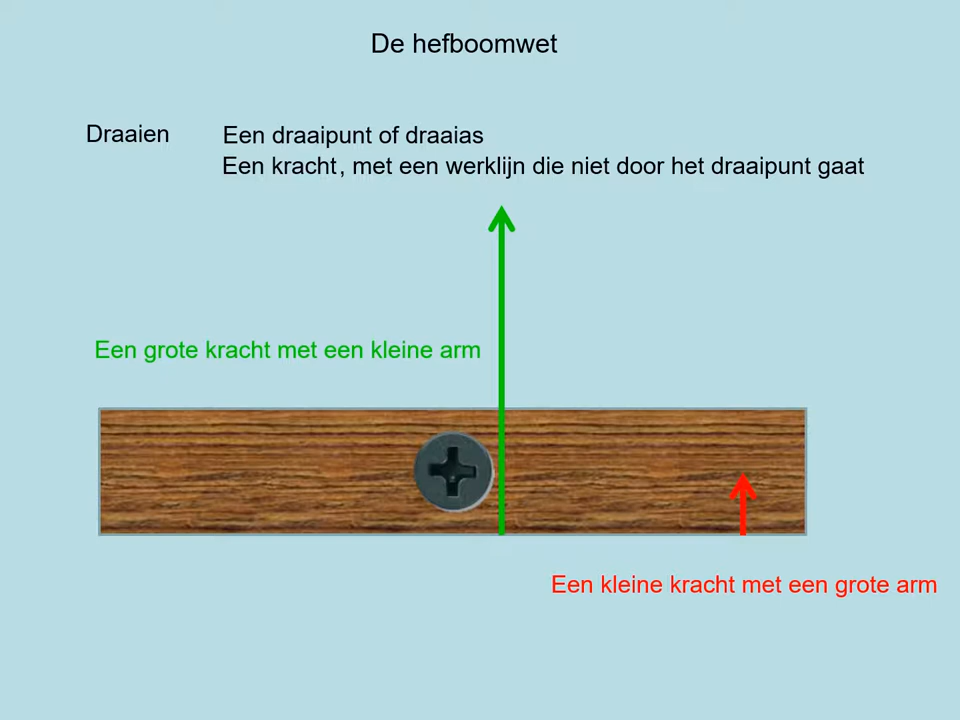 De hefboomwet
Draaien
Een draaipunt of draaias
Een kracht, met een werklijn die niet door het draaipunt gaat
Een grote kracht met een kleine arm
Een kleine kracht met een grote arm